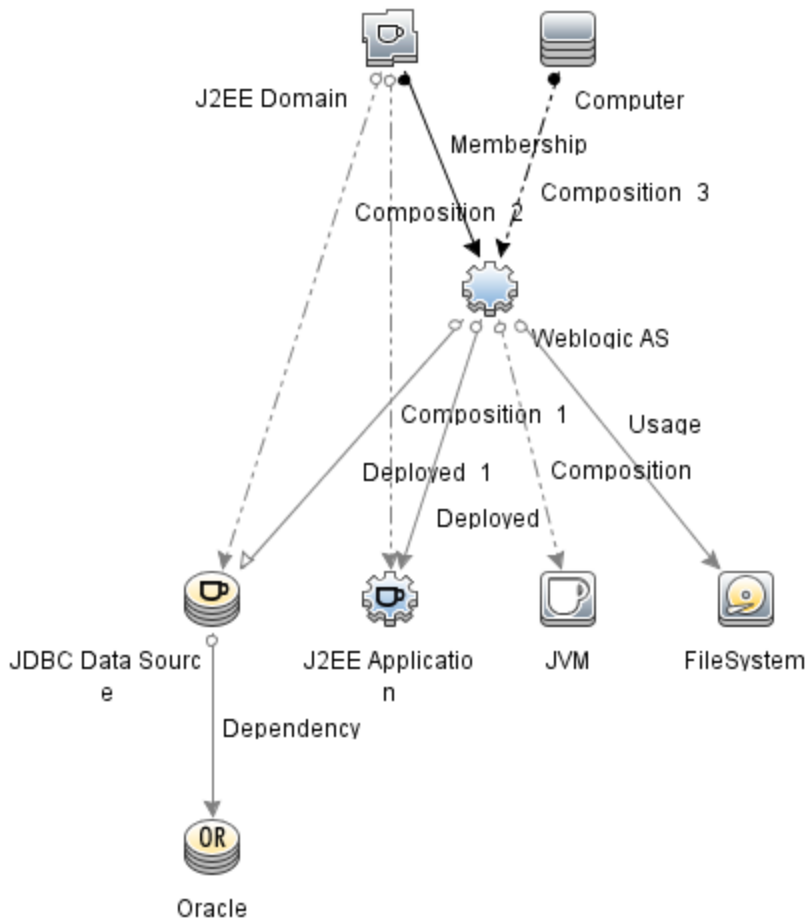 J2EE Domain
Computer
Membership
Composition 3
Composition 2
Weblogic AS
Composition 1
Usage
Deployed 1
Composition
Deployed
JDBC Data Sourc
e
J2EE Applicatio
n
JVM
FileSystem
Dependency
OR
Oracle